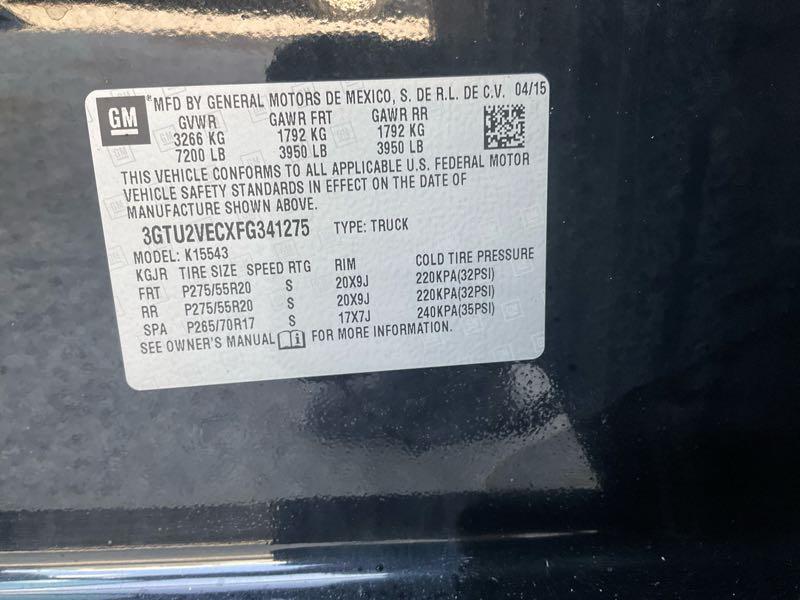 GM
®MFD BY GENERAL MOTORS DE MEXICO, S. DE R.L. DE C.V. 04/15
GVWR GAWR FRT GAWR RR
3266 KG 1792 KG 1792 KG
7200 LB 3950 LB 3950 LB
THIS VEHICLE CONFORMS TO ALL APPLICABLE U.S. FEDERAL MOTOR
VEHICLE SAFETY STANDARDS IN EFFECT ON THE DATE OF
MANUFACTURE SHOWN ABOVE.
3GTU2VECXFG341275 TYPE: TRUCK
MODEL: K15543
KGJR TIRE SIZE SPEED RTG RIM COLD TIRE PRESSURE
FRT P275/55R20 S 20X9J 220KPA(32PSI)
RR P275/55R20 S 20X9J 220KPA(32PSI)
SPA P265/70R17 S 17X7J 240KPA(35PSI)
SEE OWNER'S MANUAL FOR MORE INFORMATION.